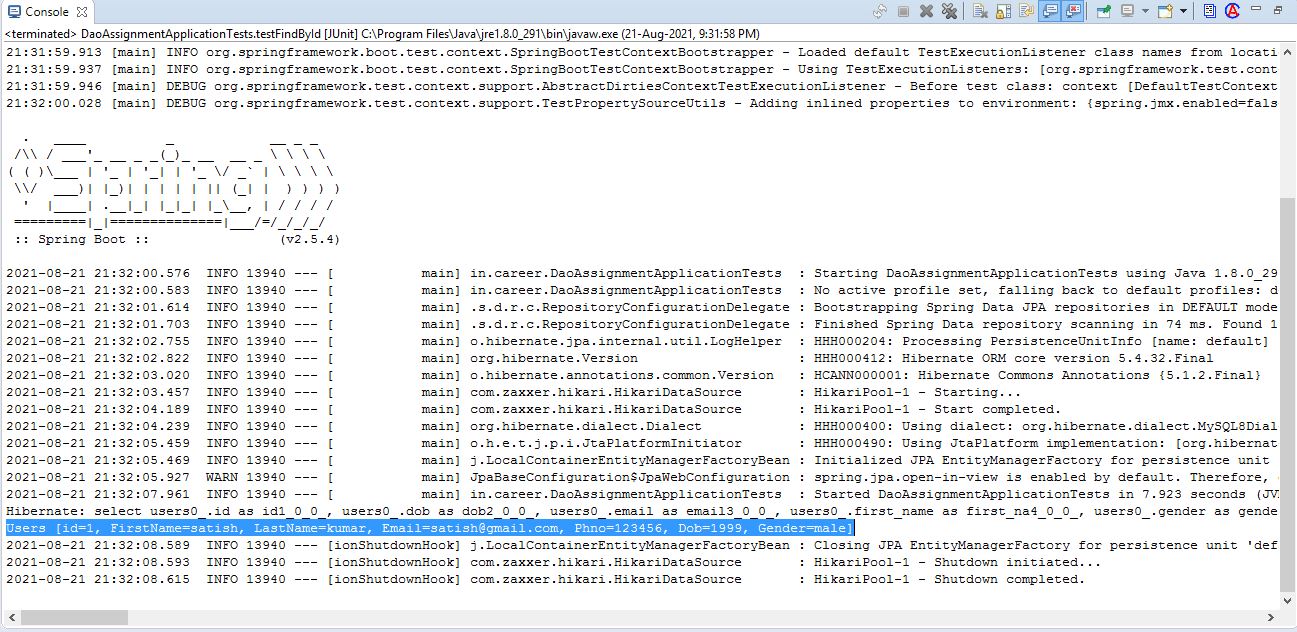 Console
<terminated> DaoAssignmentApplicationTests.testFindById [JUnit] C:\Program Files\Java\jre1.8.0_291\bin\javaw.exe (21-Aug-2021, 9:31:58 PM)
21:31:59.913 [main] INFO org.springframework.boot.test.context.SpringBootTestContextBootstrapper - Loaded default TestExecutionListener class names from locati
21:31:59.937 [main] INFO org.springframework.boot.test.context.SpringBootTestContextBootstrapper - Using TestExecutionListeners: [org.springframework.test.cont
21:31:59.946 [main] DEBUG org.springframework.test.context.support.AbstractDirtiesContextTestExecutionListener - Before test class: context [DefaultTestContext
21:32:00.028 [main] DEBUG org.springframework.test.context.support.TestPropertySourceUtils - Adding inlined properties to environment: {spring.jmx.enabled=fals
  .   ____          _            __ _ _
 /\\ / ___'_ __ _ _(_)_ __  __ _ \ \ \ \
( ( )\___ | '_ | '_| | '_ \/ _` | \ \ \ \
 \\/  ___)| |_)| | | | | || (_| |  ) ) ) )
  '  |____| .__|_| |_|_| |_\__, | / / / /
 =========|_|==============|___/=/_/_/_/
 :: Spring Boot ::                (v2.5.4)
2021-08-21 21:32:00.576  INFO 13940 --- [           main] in.career.DaoAssignmentApplicationTests  : Starting DaoAssignmentApplicationTests using Java 1.8.0_29
2021-08-21 21:32:00.583  INFO 13940 --- [           main] in.career.DaoAssignmentApplicationTests  : No active profile set, falling back to default profiles: d
2021-08-21 21:32:01.614  INFO 13940 --- [           main] .s.d.r.c.RepositoryConfigurationDelegate : Bootstrapping Spring Data JPA repositories in DEFAULT mode
2021-08-21 21:32:01.703  INFO 13940 --- [           main] .s.d.r.c.RepositoryConfigurationDelegate : Finished Spring Data repository scanning in 74 ms. Found 1
2021-08-21 21:32:02.755  INFO 13940 --- [           main] o.hibernate.jpa.internal.util.LogHelper  : HHH000204: Processing PersistenceUnitInfo [name: default]
2021-08-21 21:32:02.822  INFO 13940 --- [           main] org.hibernate.Version                    : HHH000412: Hibernate ORM core version 5.4.32.Final
2021-08-21 21:32:03.020  INFO 13940 --- [           main] o.hibernate.annotations.common.Version   : HCANN000001: Hibernate Commons Annotations {5.1.2.Final}
2021-08-21 21:32:03.457  INFO 13940 --- [           main] com.zaxxer.hikari.HikariDataSource       : HikariPool-1 - Starting...
2021-08-21 21:32:04.189  INFO 13940 --- [           main] com.zaxxer.hikari.HikariDataSource       : HikariPool-1 - Start completed.
2021-08-21 21:32:04.239  INFO 13940 --- [           main] org.hibernate.dialect.Dialect            : HHH000400: Using dialect: org.hibernate.dialect.MySQL8Dial
2021-08-21 21:32:05.459  INFO 13940 --- [           main] o.h.e.t.j.p.i.JtaPlatformInitiator       : HHH000490: Using JtaPlatform implementation: [org.hibernat
2021-08-21 21:32:05.469  INFO 13940 --- [           main] j.LocalContainerEntityManagerFactoryBean : Initialized JPA EntityManagerFactory for persistence unit
2021-08-21 21:32:05.927  WARN 13940 --- [           main] JpaBaseConfiguration$JpaWebConfiguration : spring.jpa.open-in-view is enabled by default. Therefore,
2021-08-21 21:32:07.961  INFO 13940 --- [           main] in.career.DaoAssignmentApplicationTests  : Started DaoAssignmentApplicationTests in 7.923 seconds (JV
Hibernate: select users0_.id as id1_0_0_, users0_.dob as dob2_0_0_, users0_.email as email3_0_0_, users0_.first_name as first_na4_0_0_, users0_.gender as gende
Users [id=1, FirstName=satish, LastName=kumar, Email=satish@gmail.com, Phno=123456, Dob=1999, Gender=male]
2021-08-21 21:32:08.589  INFO 13940 --- [ionShutdownHook] j.LocalContainerEntityManagerFactoryBean : Closing JPA EntityManagerFactory for persistence unit 'def
2021-08-21 21:32:08.593  INFO 13940 --- [ionShutdownHook] com.zaxxer.hikari.HikariDataSource       : HikariPool-1 - Shutdown initiated...
2021-08-21 21:32:08.615  INFO 13940 --- [ionShutdownHook] com.zaxxer.hikari.HikariDataSource       : HikariPool-1 - Shutdown completed.